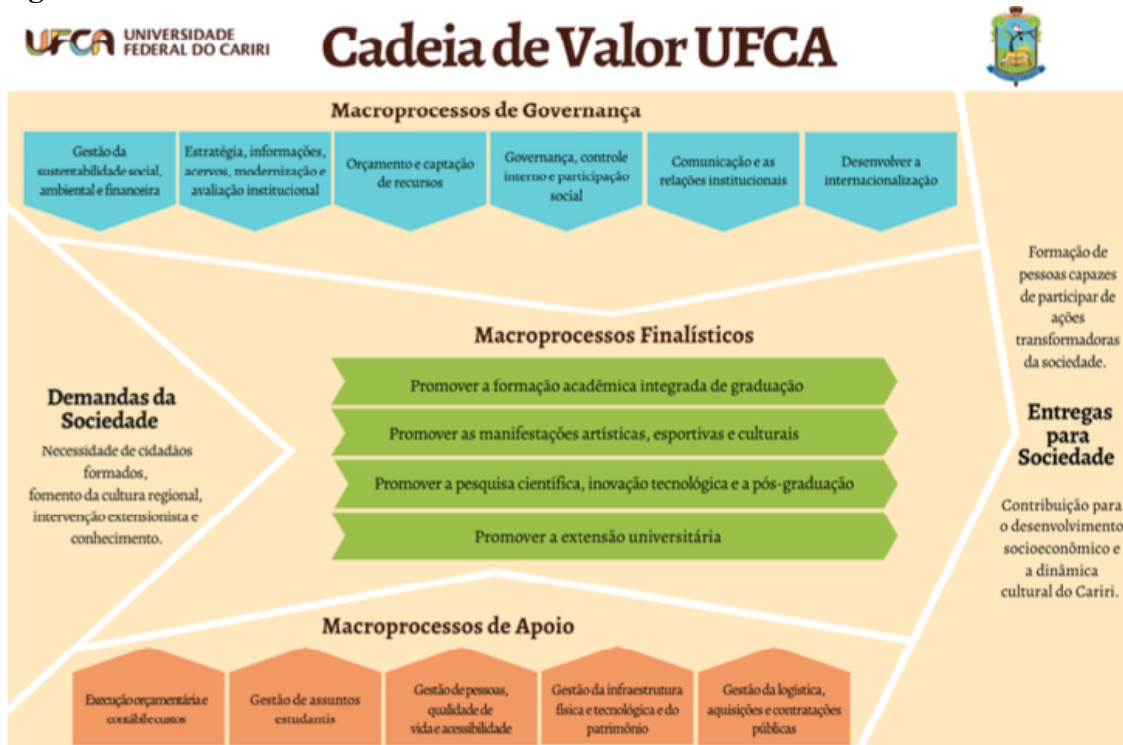 UFCA UNIVERSIDADE
FEDERAL DO CARIRI
Cadeia de Valor UFCA
Macroprocessos de Governança
Gestão da
sustentabilidade social,
ambiental e financeira
Estratégia, informações,
acervos, modernização e
avaliação institucional
Orçamento e captação
de recursos
Governança, controle
interno e participação
social
Comunicação e as
relações institucionais
Desenvolver a
internacionalização
Demandas da
Sociedade
Necessidade de cidadãos
formados,
fomento da cultura regional,
intervenção extensionista e
conhecimento.
Macroprocessos Finalísticos
Promover a formação acadêmica integrada de graduação
Promover as manifestações artísticas, esportivas e culturais
Promover a pesquisa científica, inovação tecnológica e a pós-graduação
Promover a extensão universitária
Formação de
pessoas capazes
de participar de
ações
transformadoras
da sociedade.
Entregas
para
Sociedade
Contribuição para
o desenvolvimento
socioeconômico e
a dinâmica
cultural do Cariri.
Macroprocessos de Apoio
Execução orçamentária e
contábil e custos
Gestão de assuntos
estudantis
Gestão de pessoas,
qualidade de
vida e acessibilidade
Gestão da infraestrutura
física e tecnológica e do
patrimônio
Gestão da logística,
aquisições e contratações
públicas